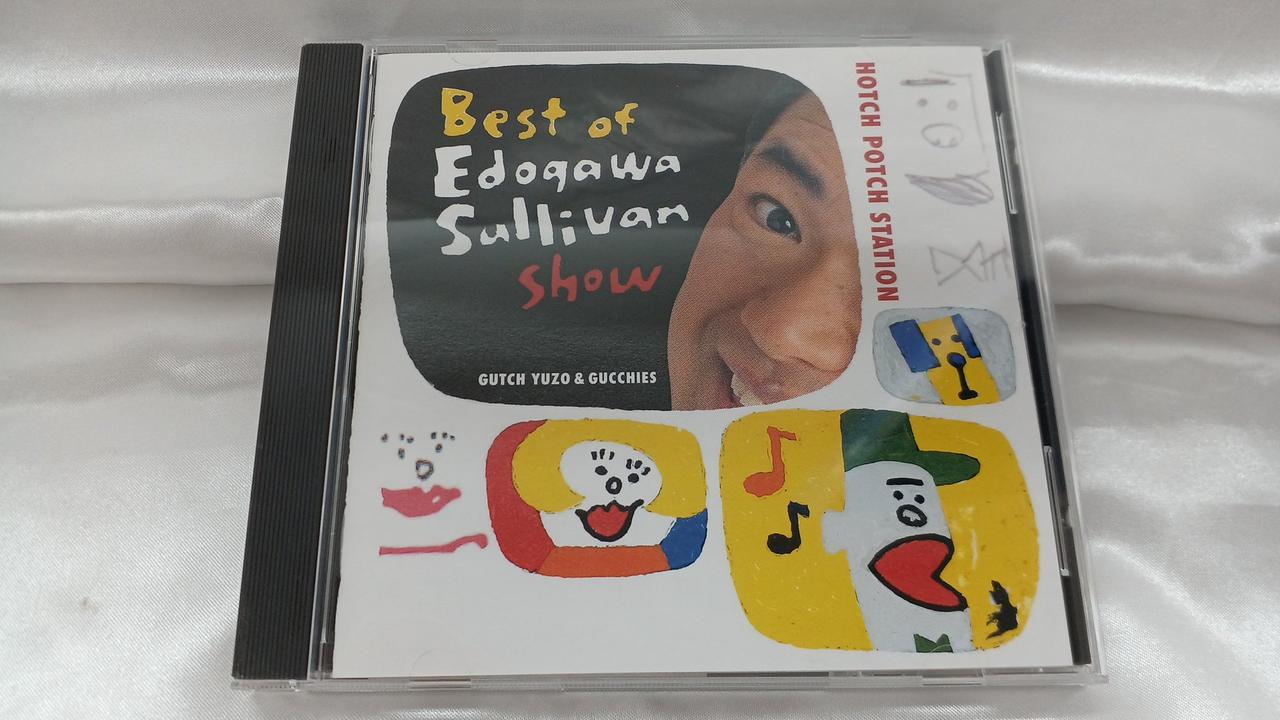 Best of
Edogawa
Sullivan
Show
GUTCH YUZO & GUCCHIES
HOTCH POTCH STATION